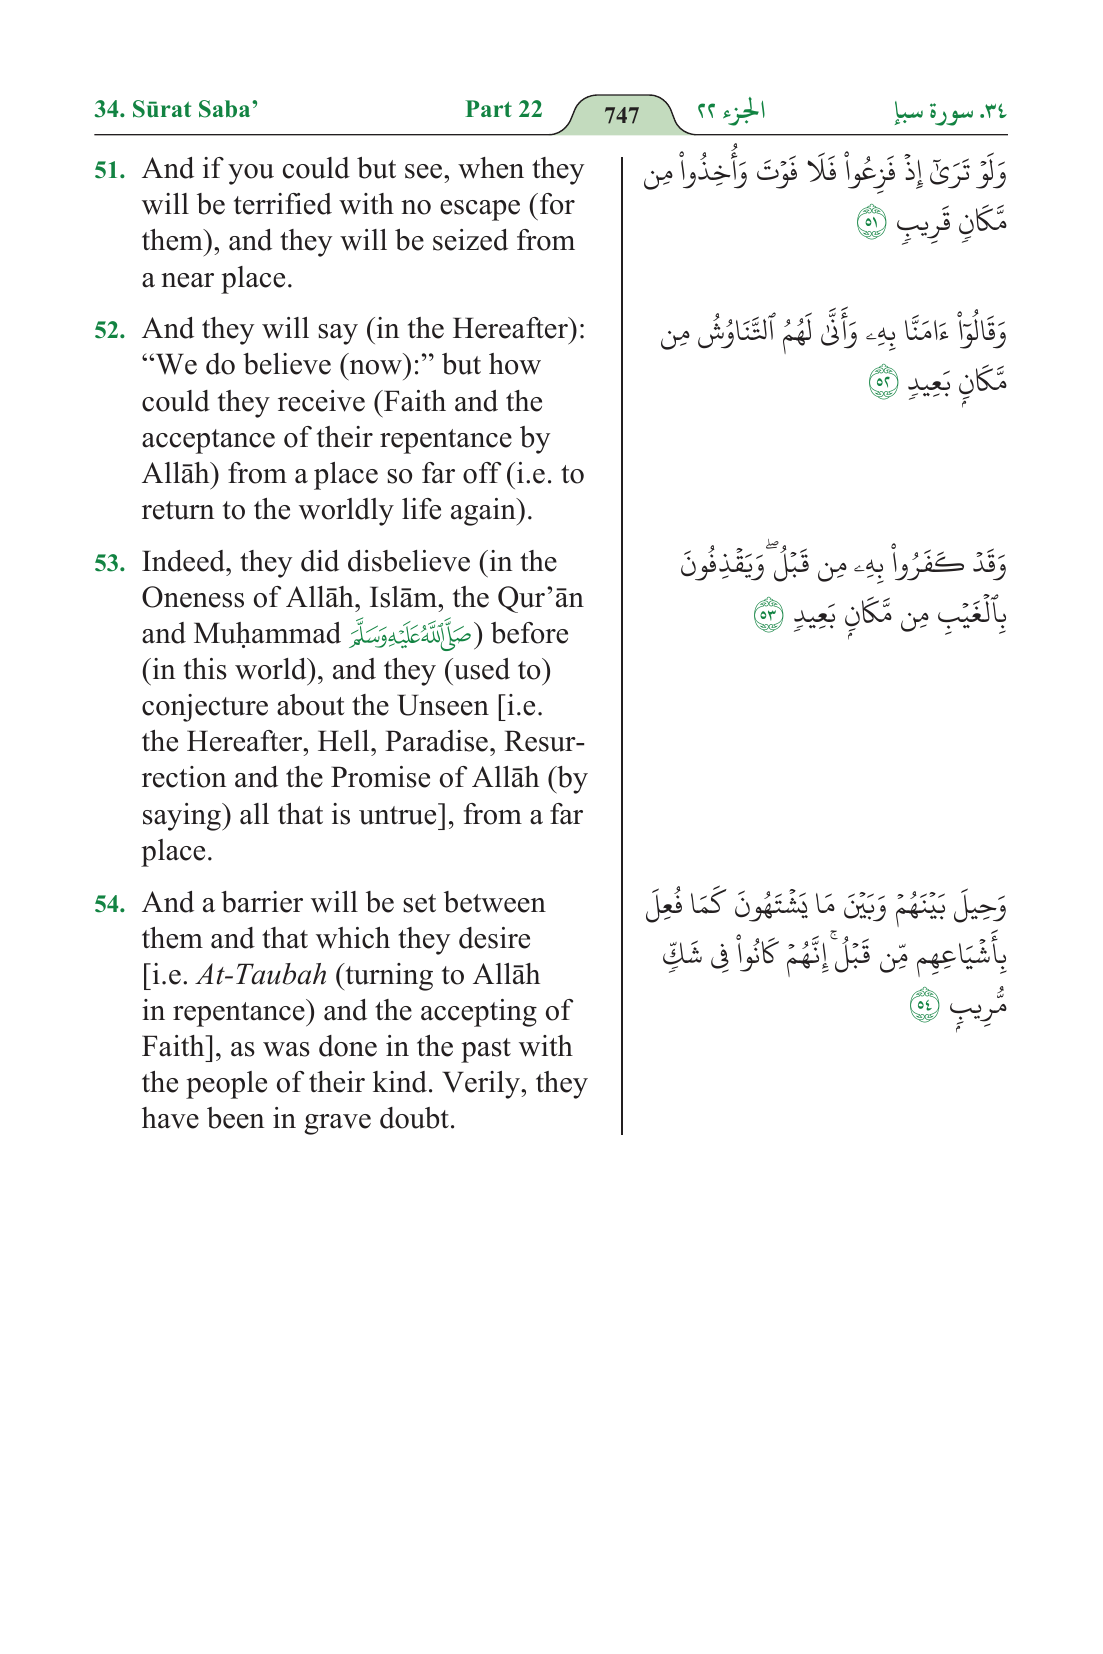 34. Sūrat Saba’ Part 22 747 الجزء ٢٢ ٣٤. سورة سبإ
51. And if you could but see, when they
will be terrified with no escape (for
them), and they will be seized from
a near place.
وَلَوۡ تَرَىٰٓ إِذۡ فَزِعُواْ فَلَا فَوۡتَ وَأُخِذُواْ مِن
مَّكَانٖ قَرِيبٖ ٥١
52. And they will say (in the Hereafter):
“We do believe (now):” but how
could they receive (Faith and the
acceptance of their repentance by
Allāh) from a place so far off (i.e. to
return to the worldly life again).
وَقَالُوٓاْ ءَامَنَّا بِهِۦ وَأَنَّىٰ لَهُمُ ٱلتَّنَاوُشُ مِن
مَّكَانِۭ بَعِيدٖ ٥٢
53. Indeed, they did disbelieve (in the
Oneness of Allāh, Islām, the Qur’ān
and Muḥammad صَلَّى ٱللَّهُ عَلَيْهِ وَسَلَّمَ) before
(in this world), and they (used to)
conjecture about the Unseen [i.e.
the Hereafter, Hell, Paradise, Resur-
rection and the Promise of Allāh (by
saying) all that is untrue], from a far
place.
وَقَدۡ كَفَرُواْ بِهِۦ مِن قَبۡلُۖ وَيَقۡذِفُونَ
بِٱلۡغَيۡبِ مِن مَّكَانِۭ بَعِيدٖ ٥٣
54. And a barrier will be set between
them and that which they desire
[i.e. At-Taubah (turning to Allāh
in repentance) and the accepting of
Faith], as was done in the past with
the people of their kind. Verily, they
have been in grave doubt.
وَحِيلَ بَيۡنَهُمۡ وَبَيۡنَ مَا يَشۡتَهُونَ كَمَا فُعِلَ
بِأَشۡيَاعِهِم مِّن قَبۡلُۚ إِنَّهُمۡ كَانُواْ فِي شَكّٖ
مُّرِيبِۭ ٥٤